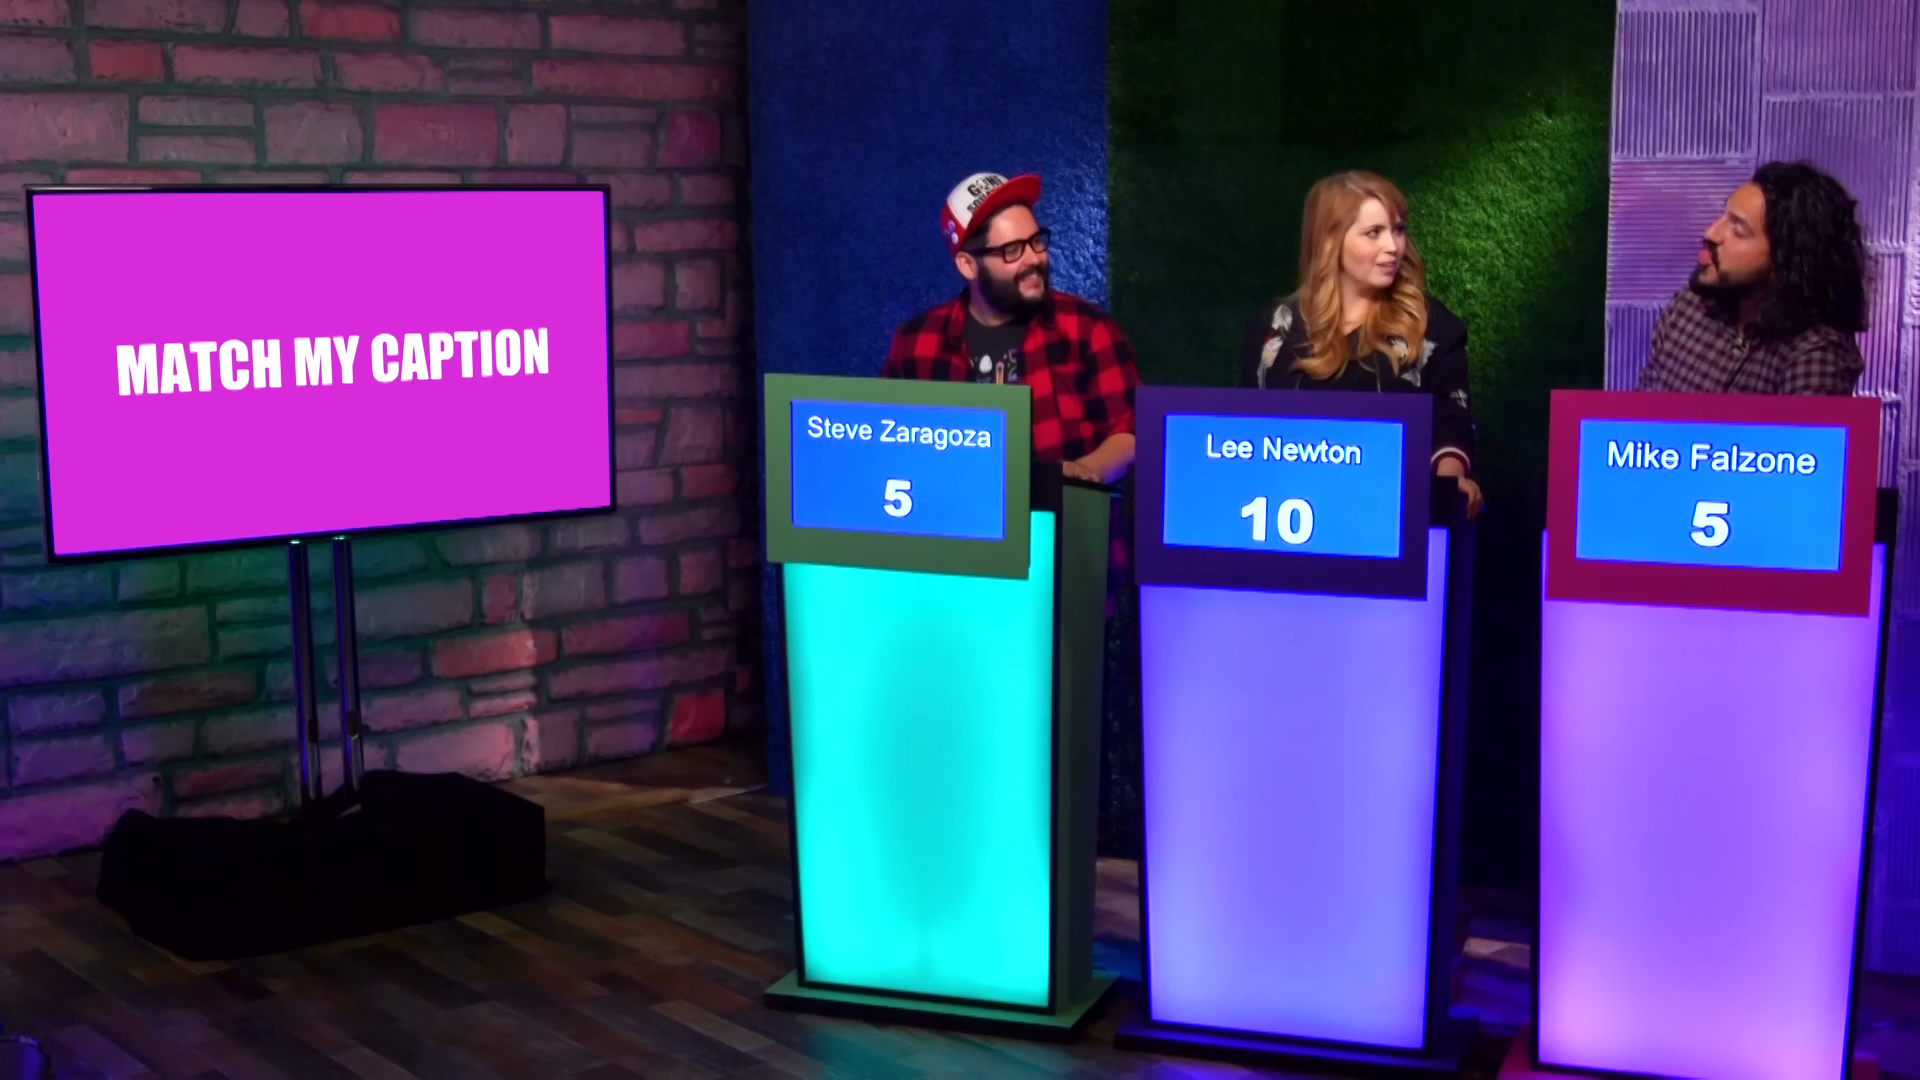 MATCH MY CAPTION
Steve Zaragoza
5
Lee Newton
10
Mike Falzone
5